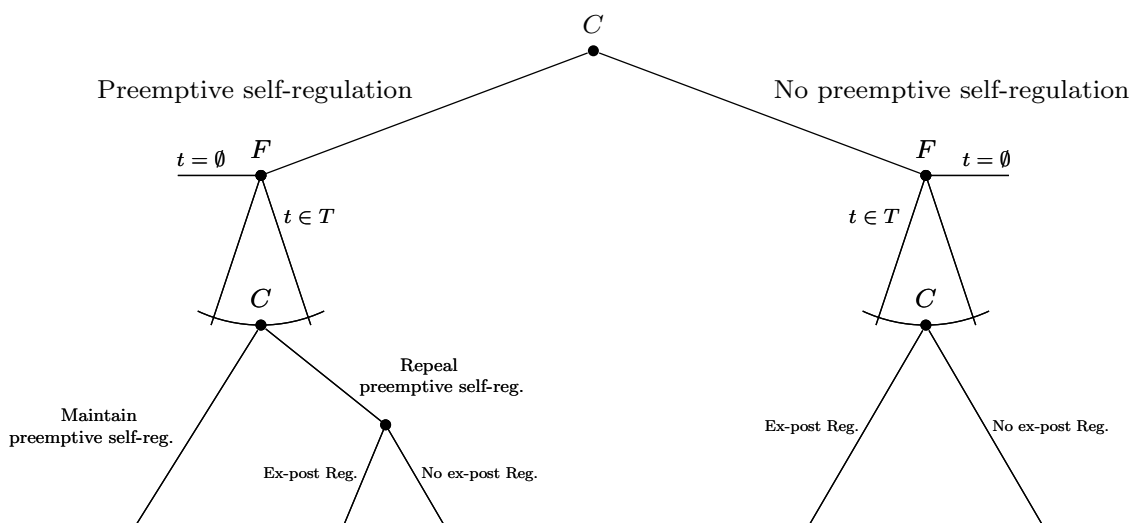 C
Preemptive self-regulation
No preemptive self-regulation
t = ∅
F
F
t = ∅
t ∈ T
t ∈ T
C
C
Repeal
preemptive self-reg.
Maintain
preemptive self-reg.
Ex-post Reg.
No ex-post Reg.
Ex-post Reg.
No ex-post Reg.